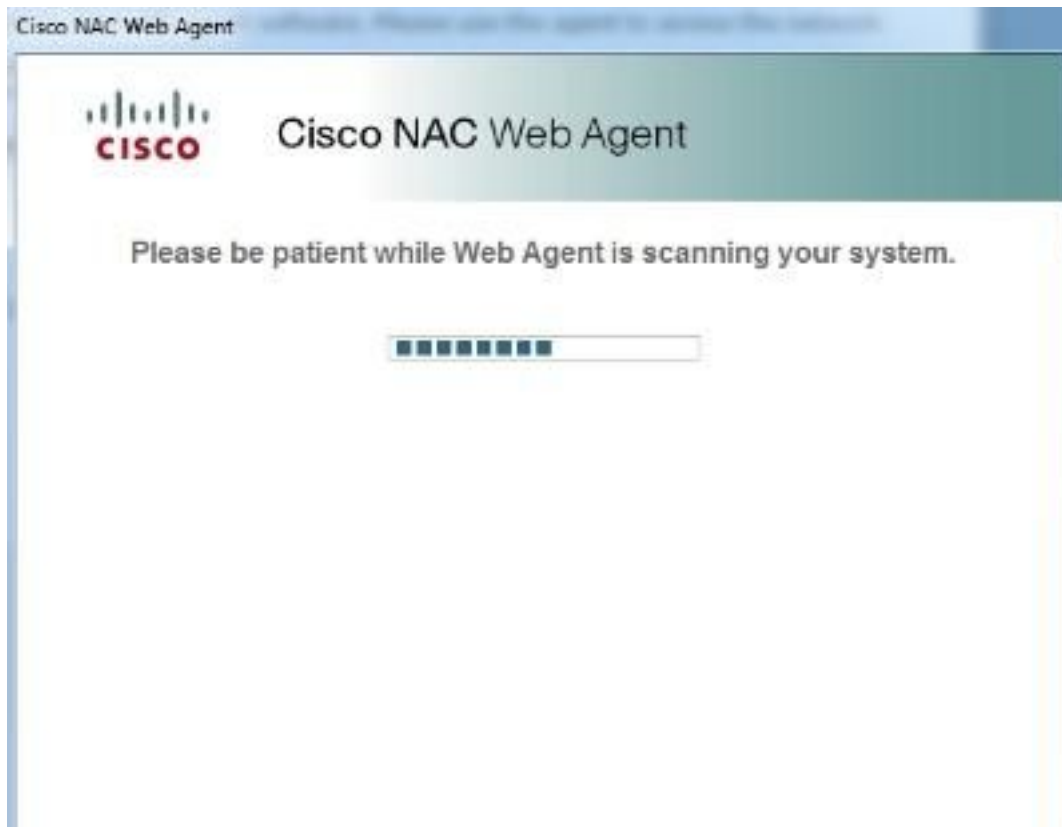 Cisco NAC Web Agent
CISCO
Cisco NAC Web Agent
Please be patient while Web Agent is scanning your system.